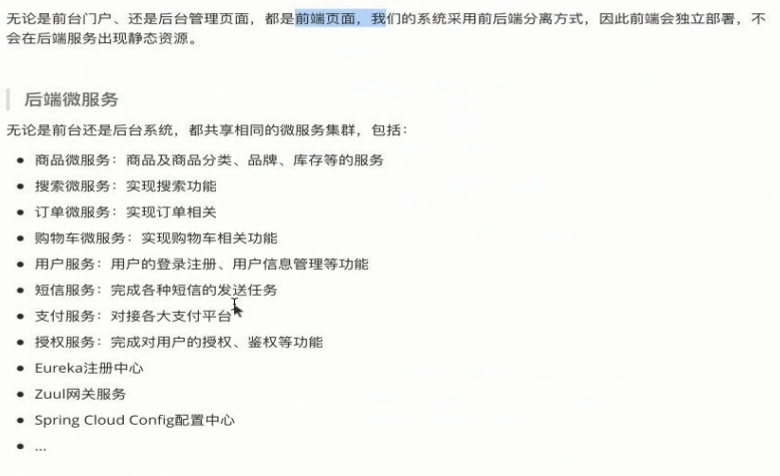 无论是前台门户、还是后台管理页面，都是前端页面，我们的系统采用前后端分离方式，因此前端会独立部署，不
会在后端服务出现静态资源。
后端微服务
无论是前台还是后台系统，都共享相同的微服务集群，包括：
• 商品微服务：商品及商品分类、品牌、库存等的服务
• 搜索微服务：实现搜索功能
• 订单微服务：实现订单相关
• 购物车微服务：实现购物车相关功能
• 用户服务：用户的登录注册、用户信息管理等功能
• 短信服务：完成各种短信的发送任务
• 支付服务：对接各大支付平台
• 授权服务：完成对用户的授权、鉴权等功能
• Eureka注册中心
• Zuul网关服务
• Spring Cloud Config配置中心
• ...